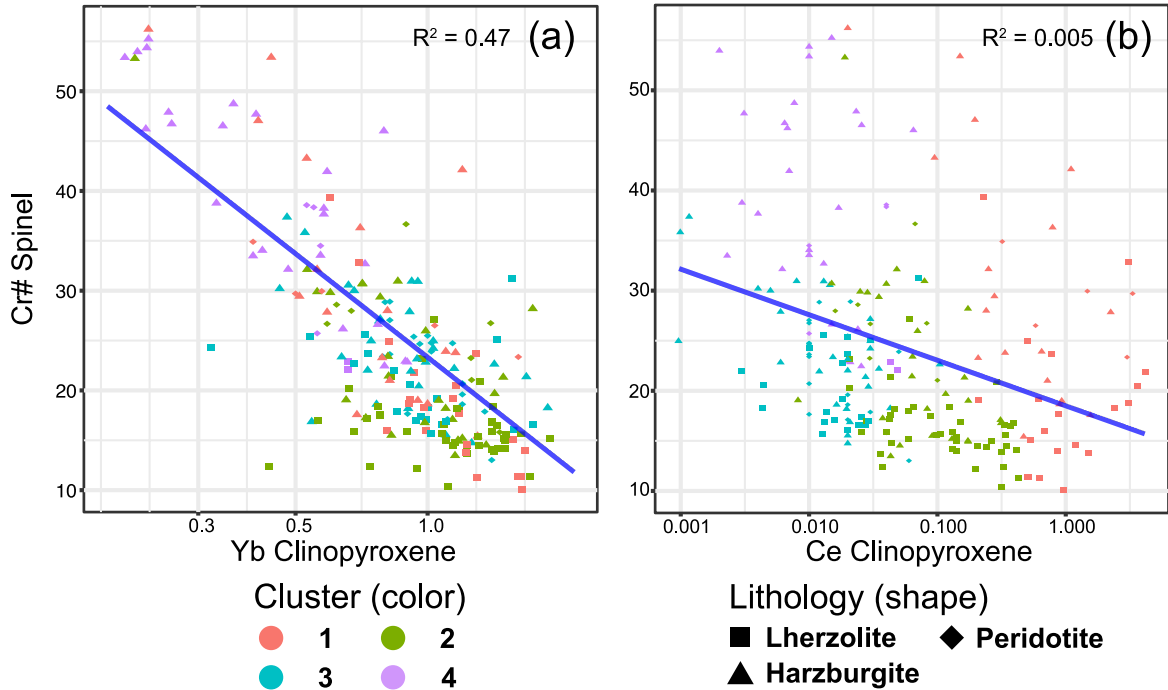 R² = 0.47 (a)
R² = 0.005 (b)
Cr# Spinel
50
40
30
20
10
50
40
30
20
10
0.3 0.5 1.0
0.001 0.010 0.100 1.000
Yb Clinopyroxene
Ce Clinopyroxene
Cluster (color)
1 2
3 4
Lithology (shape)
Lherzolite Peridotite
Harzburgite